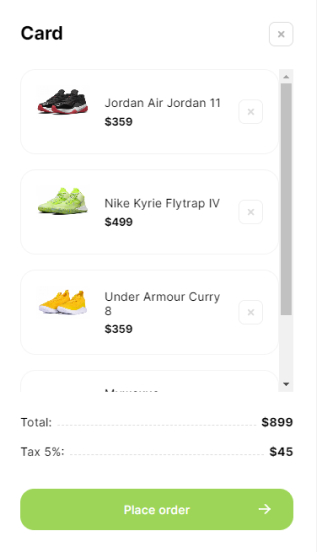 Card
Jordan Air Jordan 11
$359
Nike Kyrie Flytrap IV
$499
Under Armour Curry
8
$359
Total:
$899
Tax 5%:
$45
Place order